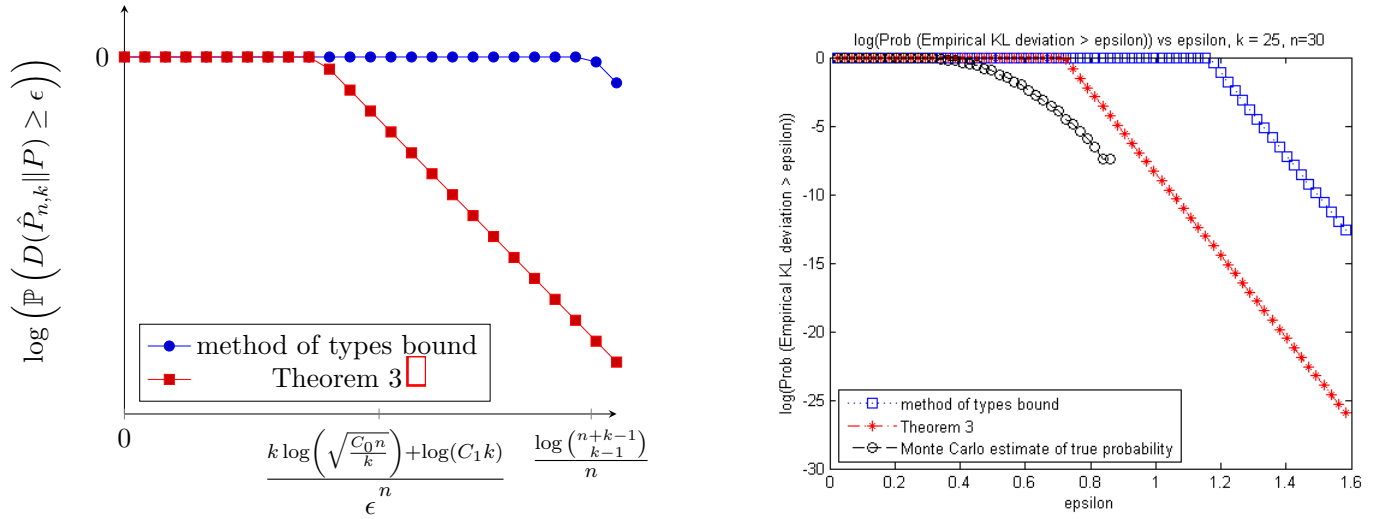 0
log ( ℙ ( D(P̂_{n,k}||P) ≥ ϵ ) )
method of types bound
Theorem 3
0
k log(√(C_0 n / k))+log(C_1 k)
n
log \binom{n+k−1}{k−1}
n
ϵ
log(Prob (Empirical KL deviation > epsilon)) vs epsilon, k = 25, n=30
0
-5
-10
-15
-20
-25
-30
log(Prob (Empirical KL deviation > epsilon))
method of types bound
Theorem 3
Monte Carlo estimate of true probability
0 0.2 0.4 0.6 0.8 1 1.2 1.4 1.6
epsilon